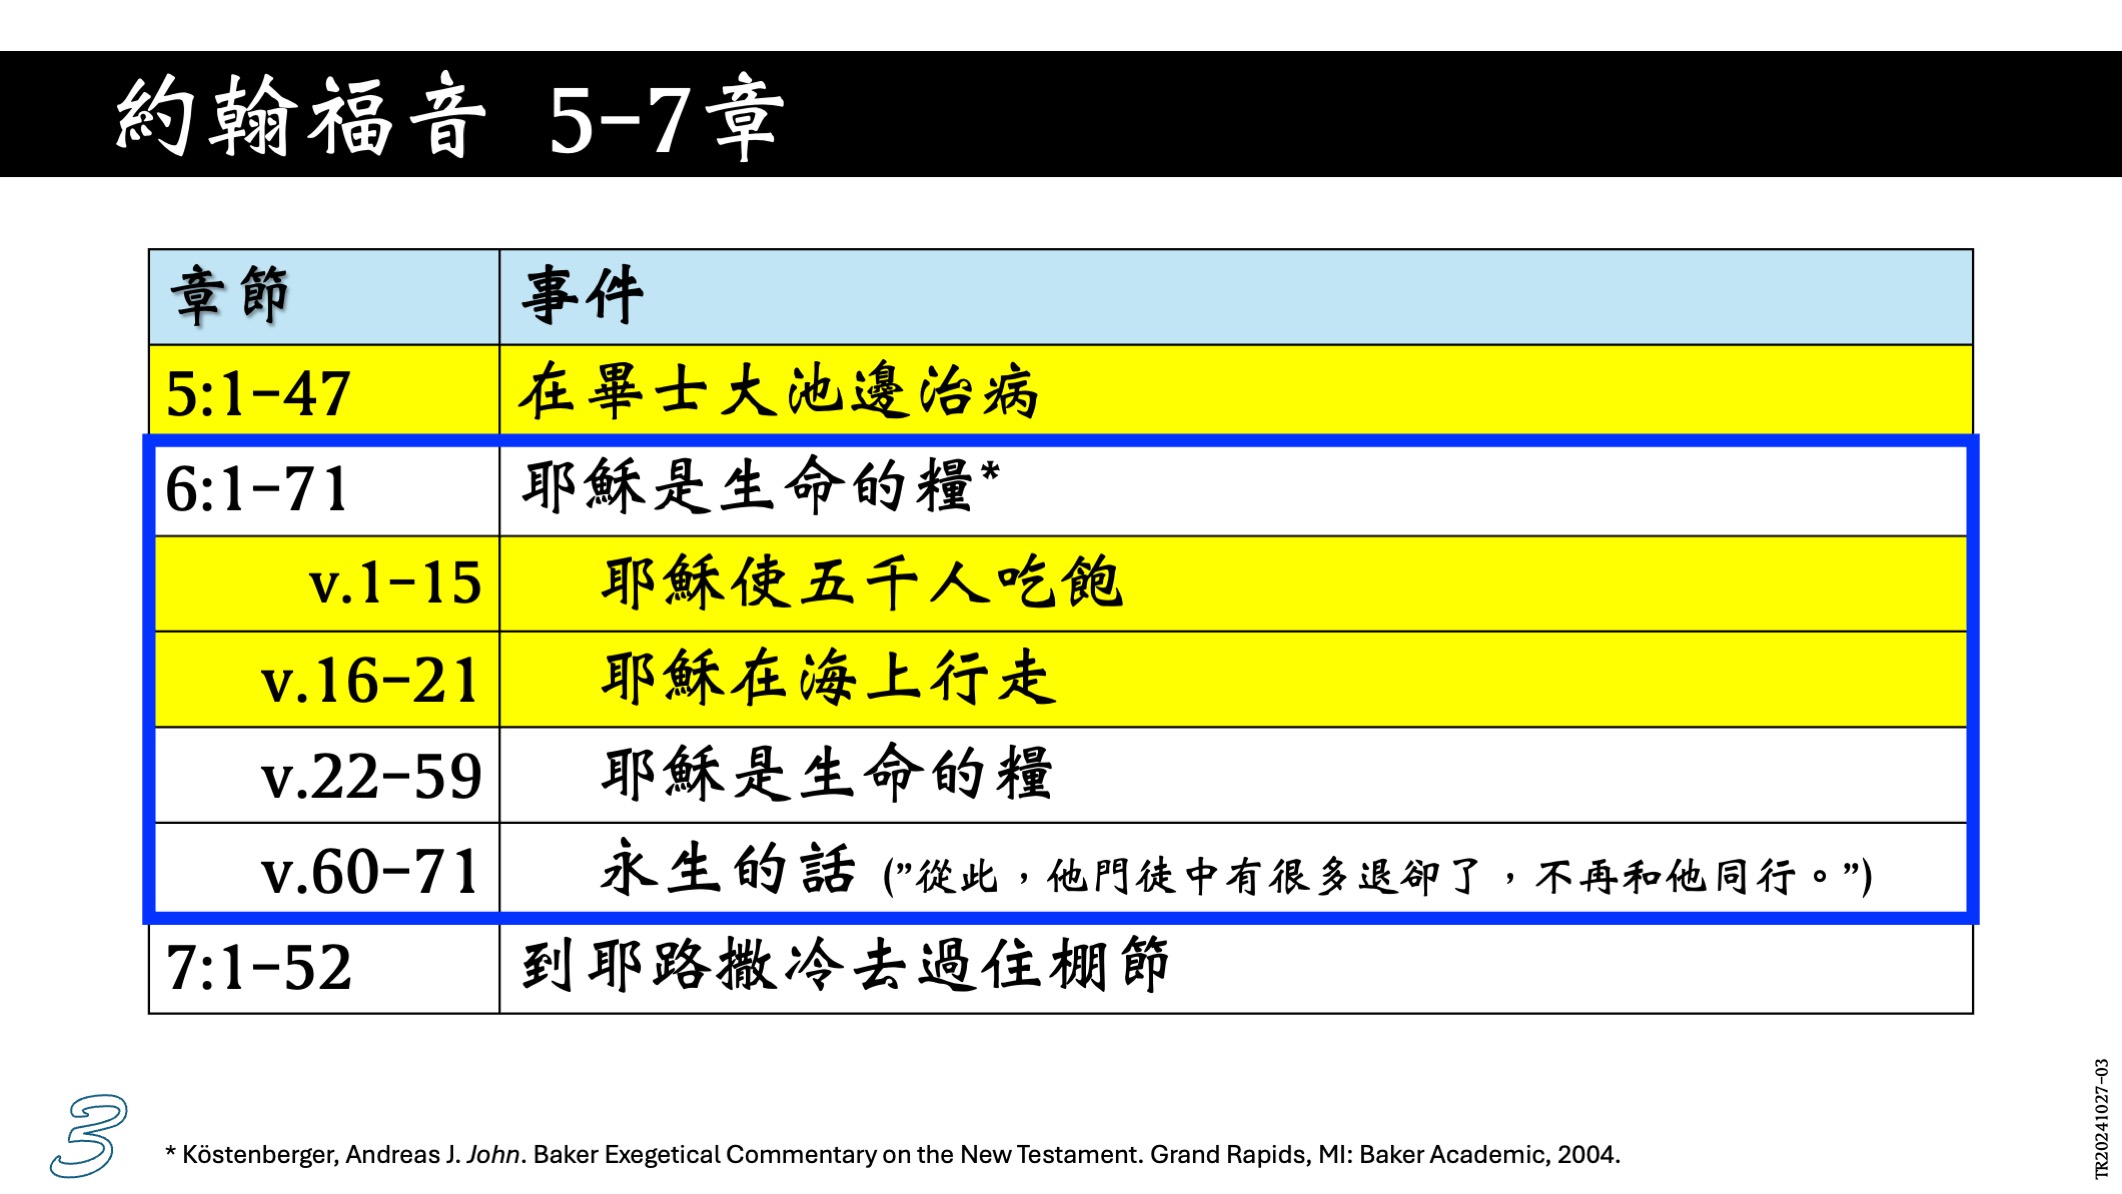 約翰福音 5-7章
章節 事件
5:1-47 在畢士大池邊治病
6:1-71 耶穌是生命的糧*
v.1-15 耶穌使五千人吃飽
v.16-21 耶穌在海上行走
v.22-59 耶穌是生命的糧
v.60-71 永生的話 (”從此，他門徒中有很多退卻了，不再和他同行。”)
7:1-52 到耶路撒冷去過住棚節
3
* Köstenberger, Andreas J. John. Baker Exegetical Commentary on the New Testament. Grand Rapids, MI: Baker Academic, 2004.
TR20241027-03